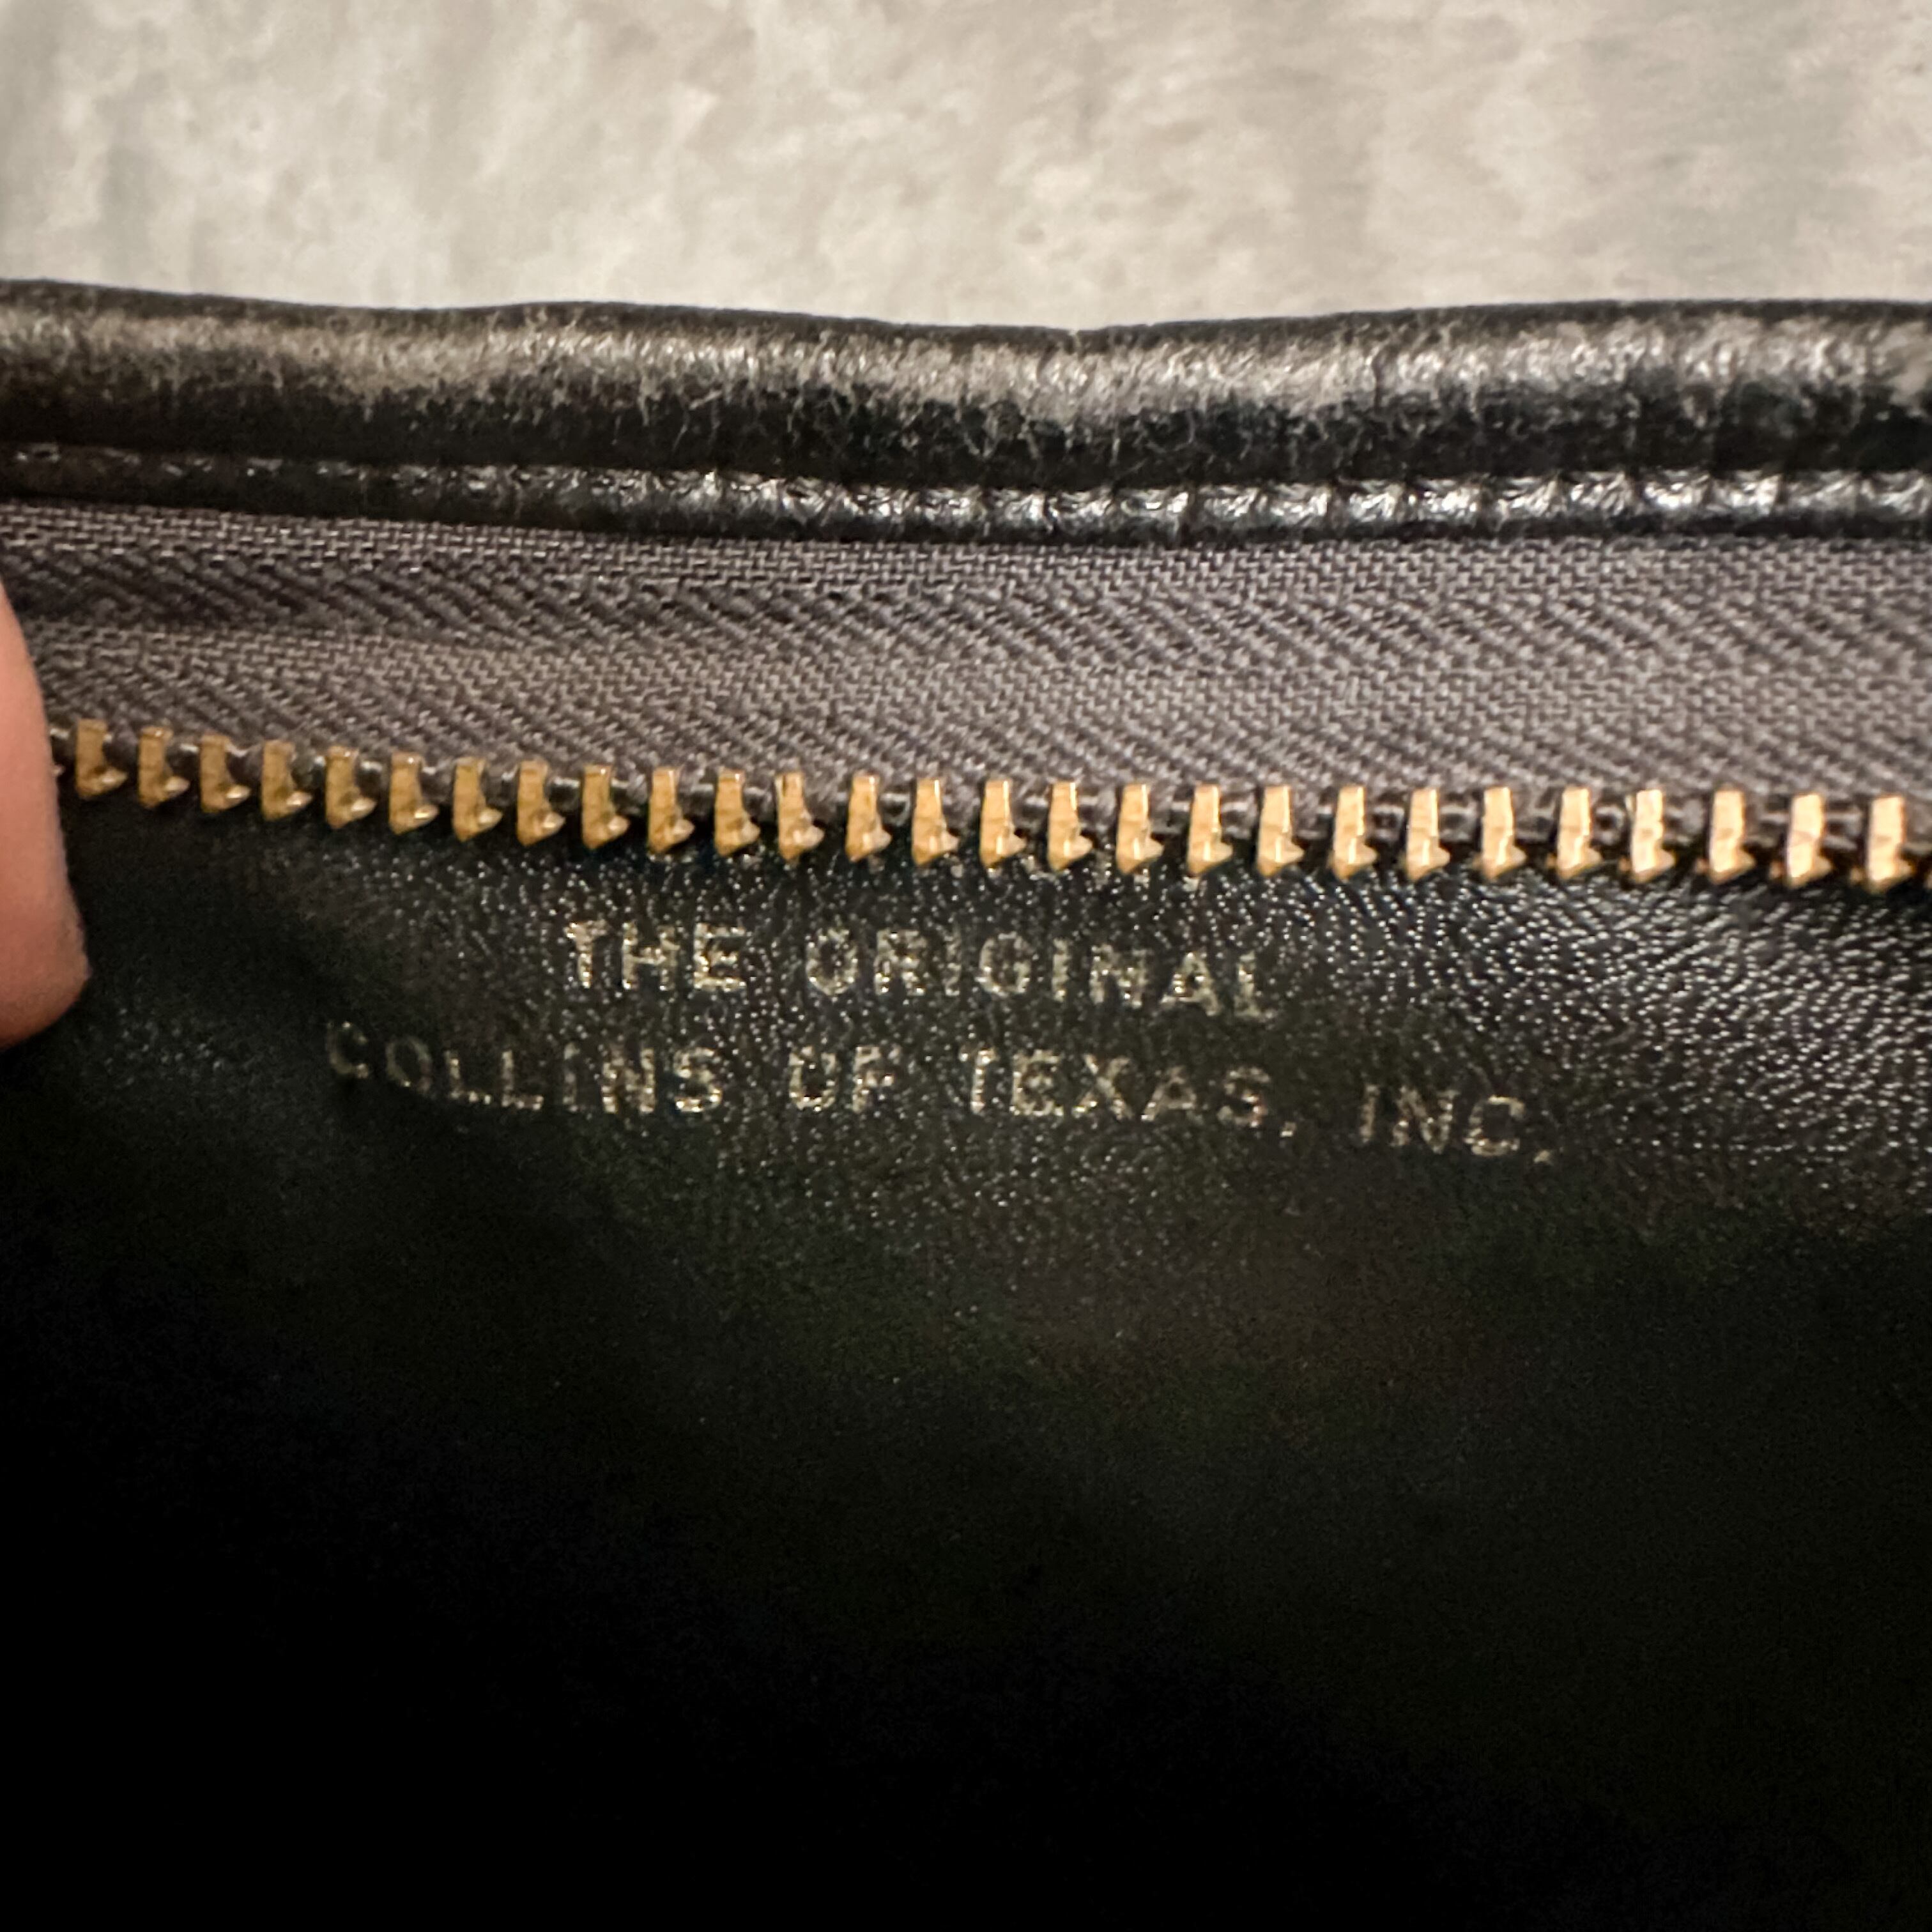 THE ORIGINAL
COLLINS OF TEXAS, INC.